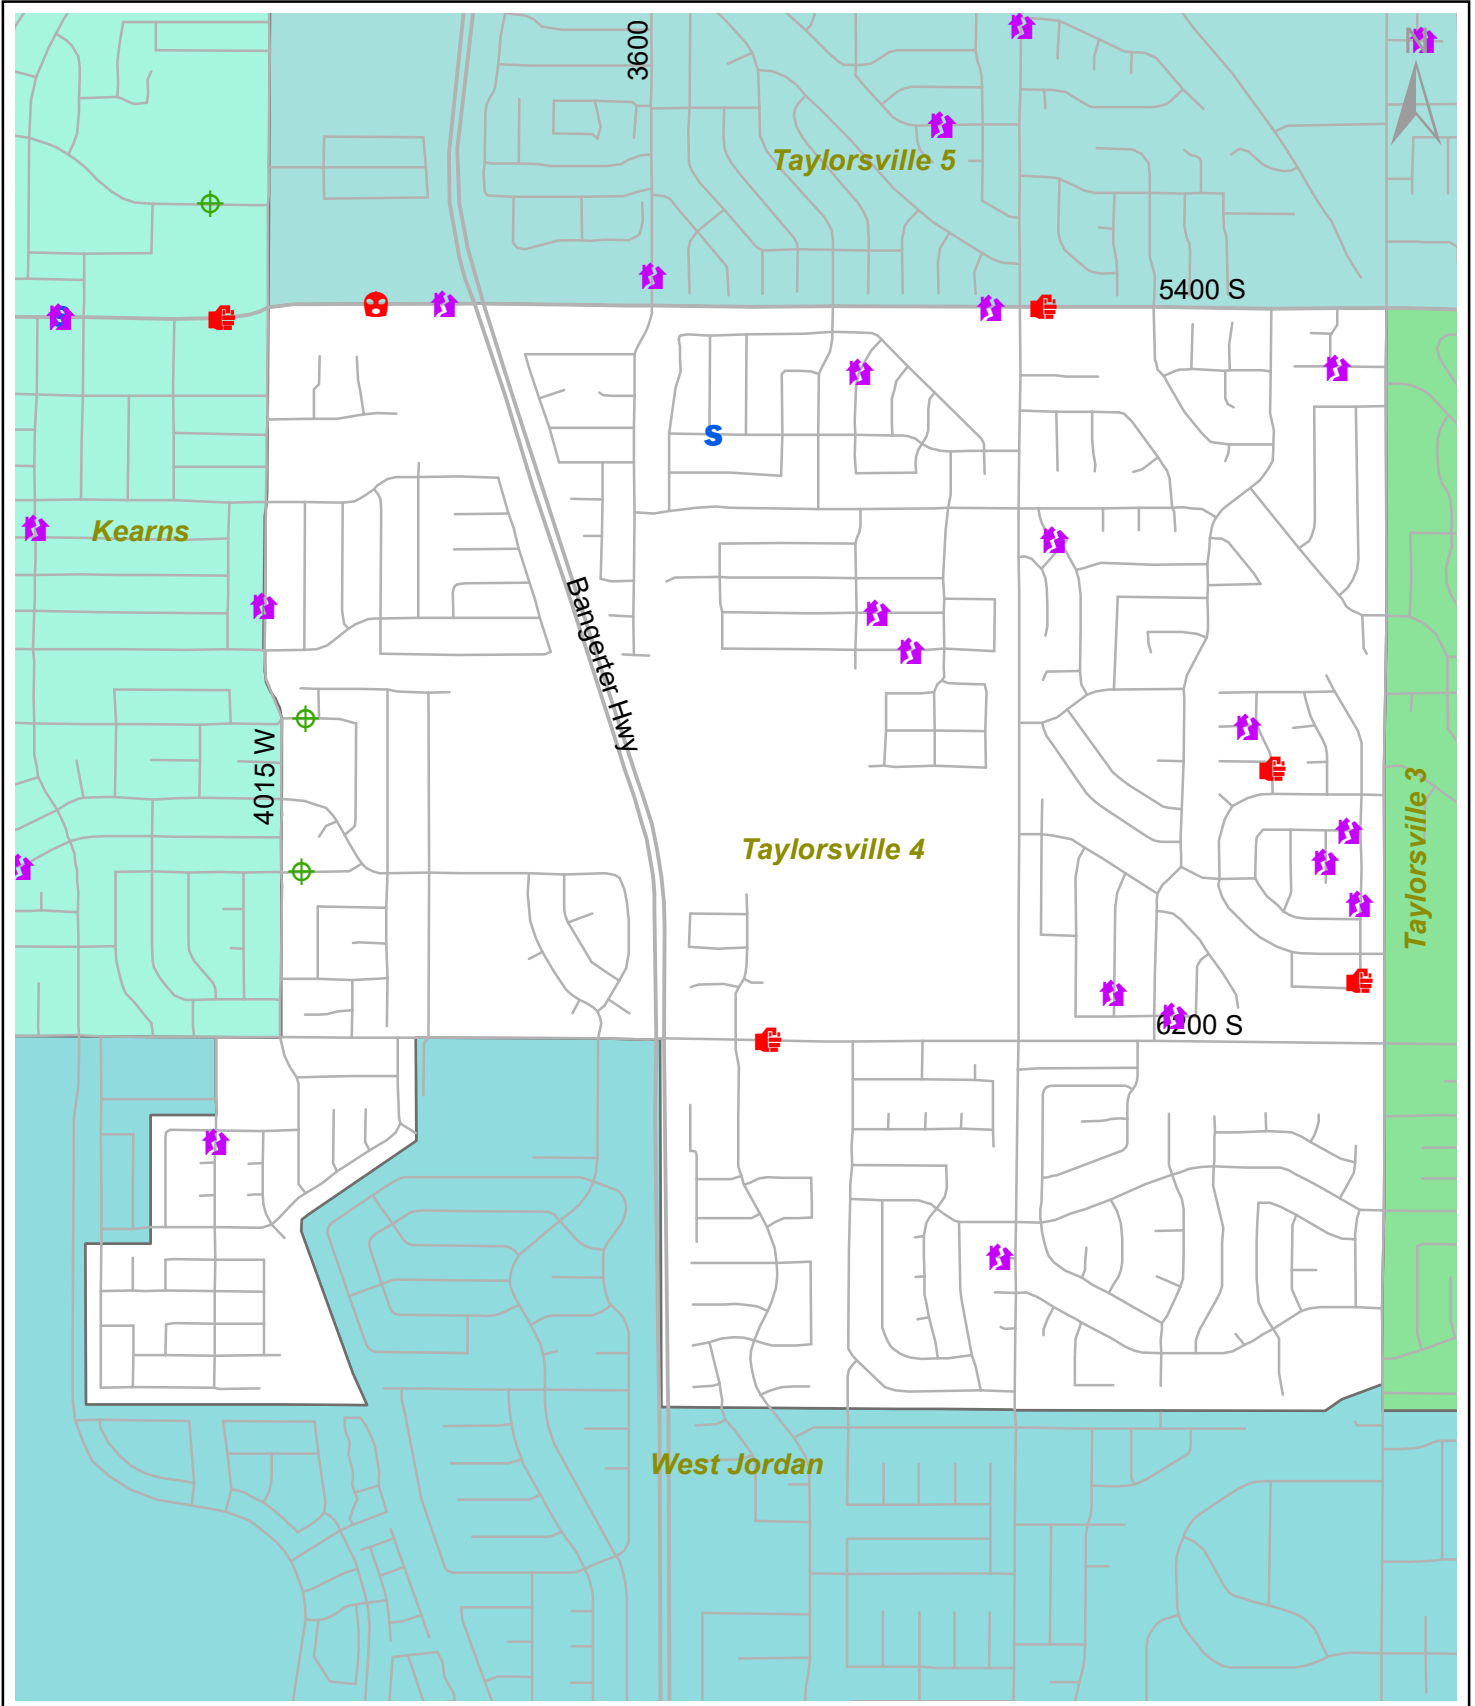 3600
N
Taylorsville 5
5400 S
S
S
Kearns
Bangerter Hwy
4015 W
Taylorsville 4
Taylorsville 3
6200 S
West Jordan